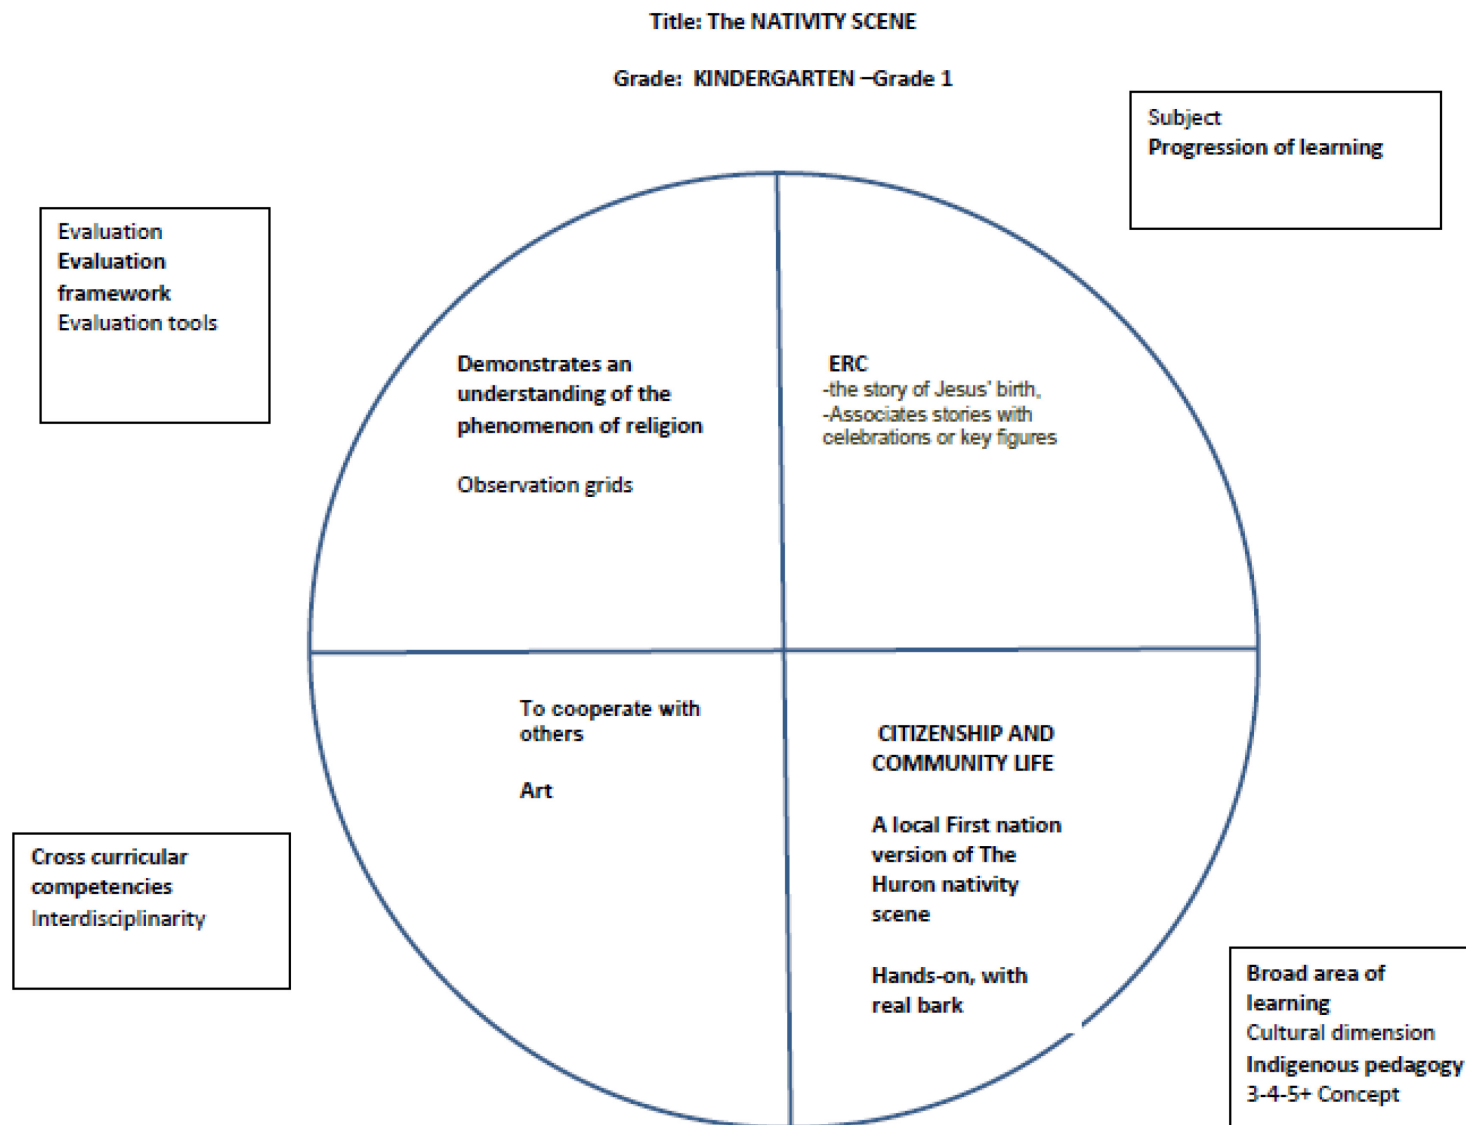 Title: The NATIVITY SCENE
Grade: KINDERGARTEN –Grade 1
Subject
Progression of learning
Evaluation
Evaluation
framework
Evaluation tools
Demonstrates an
understanding of the
phenomenon of religion
Observation grids
ERC
-the story of Jesus' birth,
-Associates stories with
celebrations or key figures
To cooperate with
others
Art
CITIZENSHIP AND
COMMUNITY LIFE
A local First nation
version of The
Huron nativity
scene
Hands-on, with
real bark
Cross curricular
competencies
Interdisciplinarity
Broad area of
learning
Cultural dimension
Indigenous pedagogy
3-4-5+ Concept